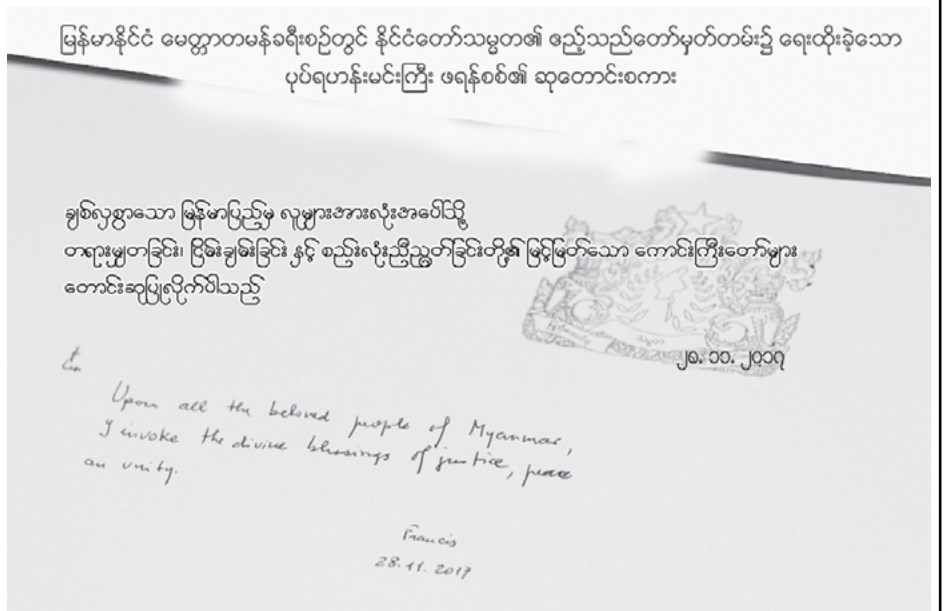 မြန်မာနိုင်ငံ မေတ္တာတမန်ခရီးစဉ်တွင် နိုင်ငံတော်သမ္မတ၏ ဧည့်သည်တော်မှတ်တမ်း၌ ရေးထိုးခဲ့သော
ပုပ်ရဟန်းမင်းကြီး ဖရန်စစ်၏ ဆုတောင်းစကား
ချစ်လှစွာသော မြန်မာပြည်မှ လူများအားလုံးအပေါ်သို့
တရားမျှတခြင်း၊ ငြိမ်းချမ်းခြင်း နှင့် စည်းလုံးညီညွတ်ခြင်းတို့၏ မြင့်မြတ်သော ကောင်းကြီးတော်များ
တောင်းဆုပြုလိုက်ပါသည်
၂၈. ၁၁. ၂၀၁၇
Upon all the beloved people of Myanmar,
I invoke the divine blessings of justice, peace
an unity.
Francis
28.11.2017